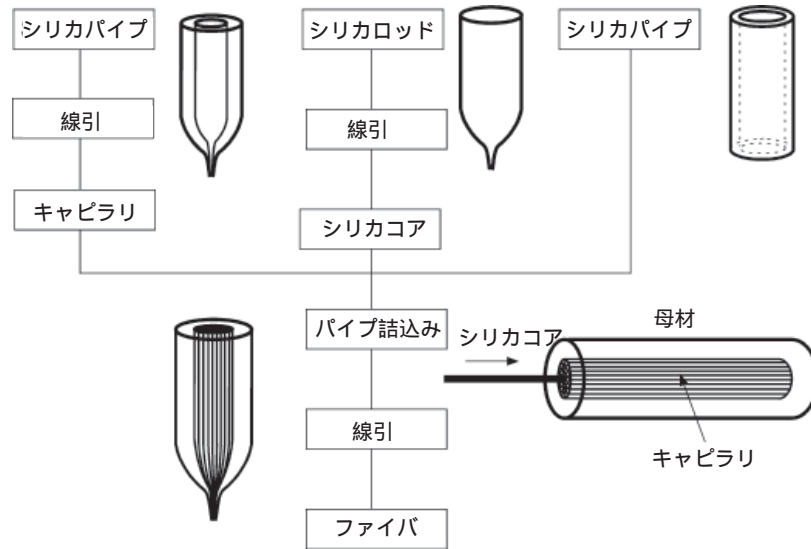 シリカパイプ
シリカロッド
シリカパイプ
線引
線引
キャピラリ
シリカコア
パイプ詰込み
シリカコア
母材
線引
キャピラリ
ファイバ